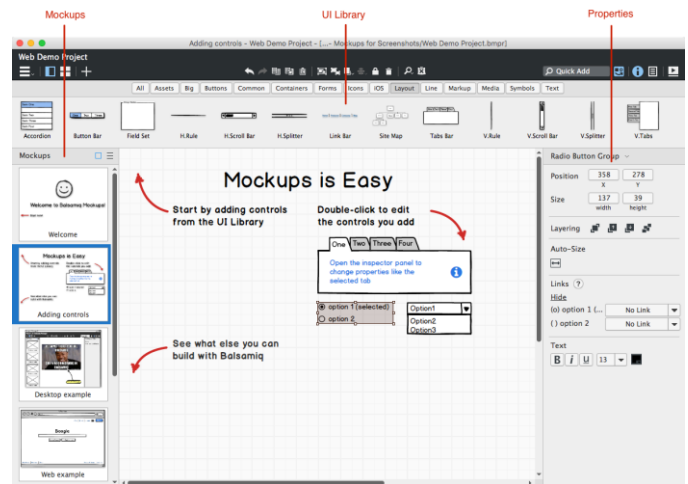 Mockups
UI Library
Properties
Adding controls - Web Demo Project - [...- Mockups for Screenshots/Web Demo Project.bmpr]
Web Demo Project
Quick Add
All Assets Big Buttons Common Containers Forms Icons iOS Layout Line Markup Media Symbols Text
Accordion Button Bar Field Set H.Rule H.Scroll Bar H.Splitter Link Bar Site Map Tabs Bar V.Rule V.Scroll Bar V.Splitter V.Tabs
Mockups
Welcome to Balsamiq Mockups!
Welcome
Mockups is Easy
Adding controls
Desktop example
Google
Web example
Mockups is Easy
Start by adding controls
from the UI Library
Double-click to edit
the controls you add
One Two Three Four
Open the inspector panel to
change properties like the
selected tab
option 1 (selected)
option 2
Option1
Option2
Option3
See what else you can
build with Balsamiq
Radio Button Group
Position 358 278
X Y
Size 137 39
width height
Layering
Auto-Size
Links ?
Hide
(o) option 1 (... No Link
( ) option 2 No Link
Text
B i U 13